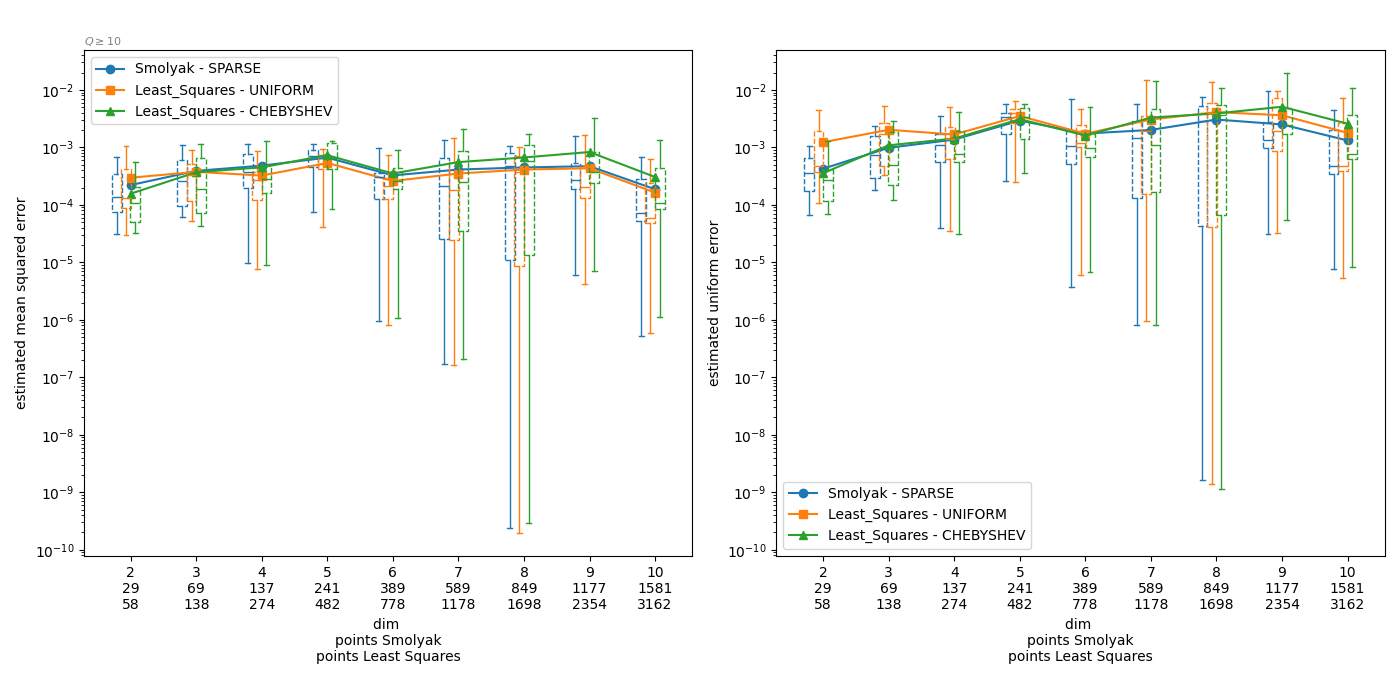 Q ≥ 10
Smolyak - SPARSE
Least_Squares - UNIFORM
Least_Squares - CHEBYSHEV
estimated mean squared error
10⁻²
10⁻³
10⁻⁴
10⁻⁵
10⁻⁶
10⁻⁷
10⁻⁸
10⁻⁹
10⁻¹⁰
2 3 4 5 6 7 8 9 10
29 69 137 241 389 589 849 1177 1581
58 138 274 482 778 1178 1698 2354 3162
dim
points Smolyak
points Least Squares
estimated uniform error
10⁻²
10⁻³
10⁻⁴
10⁻⁵
10⁻⁶
10⁻⁷
10⁻⁸
10⁻⁹
10⁻¹⁰
Smolyak - SPARSE
Least_Squares - UNIFORM
Least_Squares - CHEBYSHEV
2 3 4 5 6 7 8 9 10
29 69 137 241 389 589 849 1177 1581
58 138 274 482 778 1178 1698 2354 3162
dim
points Smolyak
points Least Squares